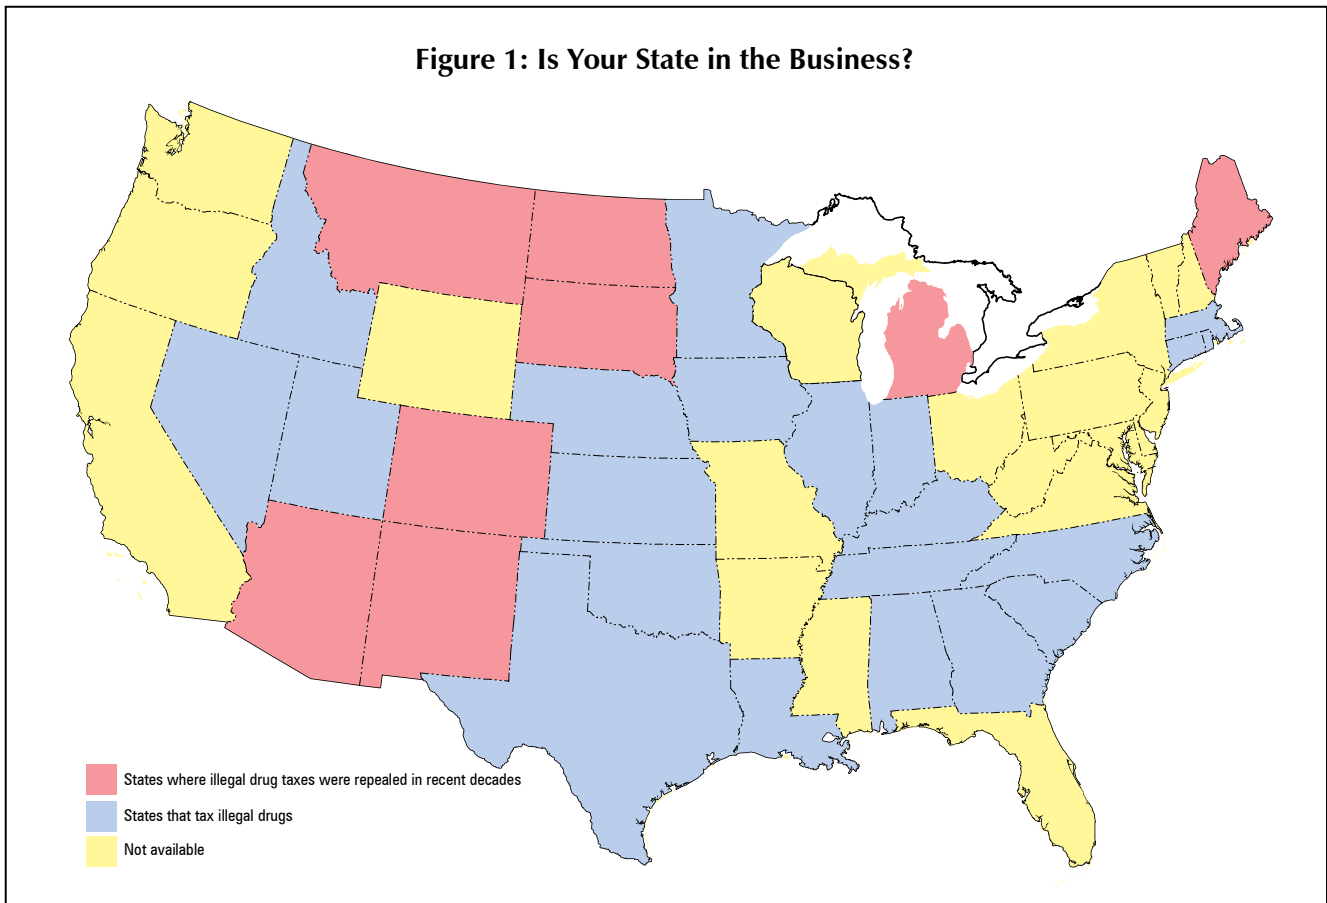 Figure 1: Is Your State in the Business?
States where illegal drug taxes were repealed in recent decades
States that tax illegal drugs
Not available